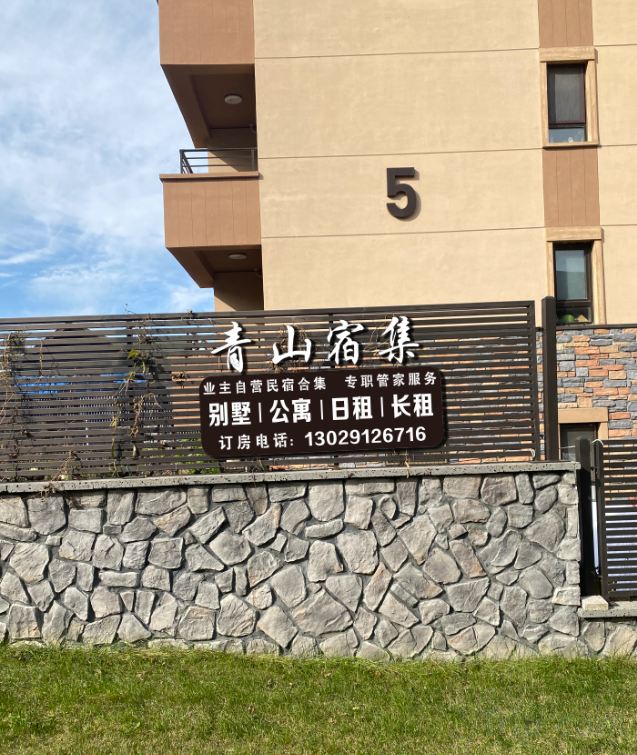 5
青山宿集
业主自营民宿合集 专职管家服务
别墅|公寓|日租|长租
订房电话：13029126716